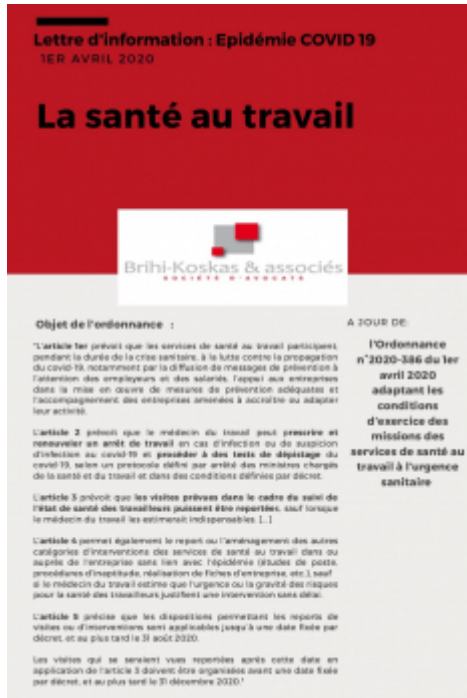 Lettre d'information : Epidémie COVID 19
1ER AVRIL 2020
La santé au travail
Brihi-Koskas & associés
SOCIÉTÉ D'AVOCATS
Objet de l'ordonnance :
"L'article 1er prévoit que les services de santé au travail participent,
pendant la durée de la crise sanitaire, à la lutte contre la propagation
du covid-19, notamment par la diffusion de messages de prévention à
l'attention des employeurs et des salariés, l'appui aux entreprises
dans la mise en œuvre de mesures de prévention adéquates et
l'accompagnement des entreprises amenées à accroître ou adapter
leur activité.
L'article 2 prévoit que le médecin du travail peut prescrire et
renouveler un arrêt de travail en cas d'infection ou de suspicion
d'infection au covid-19 et procéder à des tests de dépistage du
covid-19, selon un protocole défini par arrêté des ministres chargés
de la santé et du travail et dans des conditions définies par décret.
L'article 3 prévoit que les visites prévues dans le cadre du suivi de
l'état de santé des travailleurs puissent être reportées, sauf lorsque
le médecin du travail les estimerait indispensables. [...]
L'article 4 permet également le report ou l'aménagement des autres
catégories d'interventions des services de santé au travail dans ou
auprès de l'entreprise sans lien avec l'épidémie (études de poste,
procédures d'inaptitude, réalisation de fiches d'entreprise, etc.), sauf
si le médecin du travail estime que l'urgence ou la gravité des risques
pour la santé des travailleurs justifient une intervention sans délai.
L'article 5 précise que les dispositions permettant les reports de
visites ou d'interventions sont applicables jusqu'à une date fixée par
décret, et au plus tard le 31 août 2020.
Les visites qui se seraient vues reportées après cette date en
application de l'article 3 doivent être organisées avant une date fixée
par décret, et au plus tard le 31 décembre 2020."
A JOUR DE:
l'Ordonnance
n°2020-386 du 1er
avril 2020
adaptant les
conditions
d'exercice des
missions des
services de santé au
travail à l'urgence
sanitaire